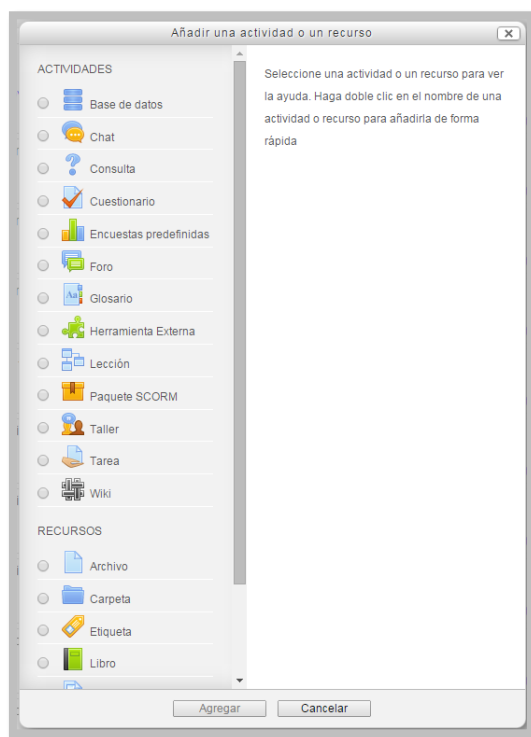 Añadir una actividad o un recurso
ACTIVIDADES
Base de datos
Chat
Consulta
Cuestionario
Encuestas predefinidas
Foro
Glosario
Herramienta Externa
Lección
Paquete SCORM
Taller
Tarea
Wiki
RECURSOS
Archivo
Carpeta
Etiqueta
Libro
Seleccione una actividad o un recurso para ver
la ayuda. Haga doble clic en el nombre de una
actividad o recurso para añadirla de forma
rápida
Agregar
Cancelar